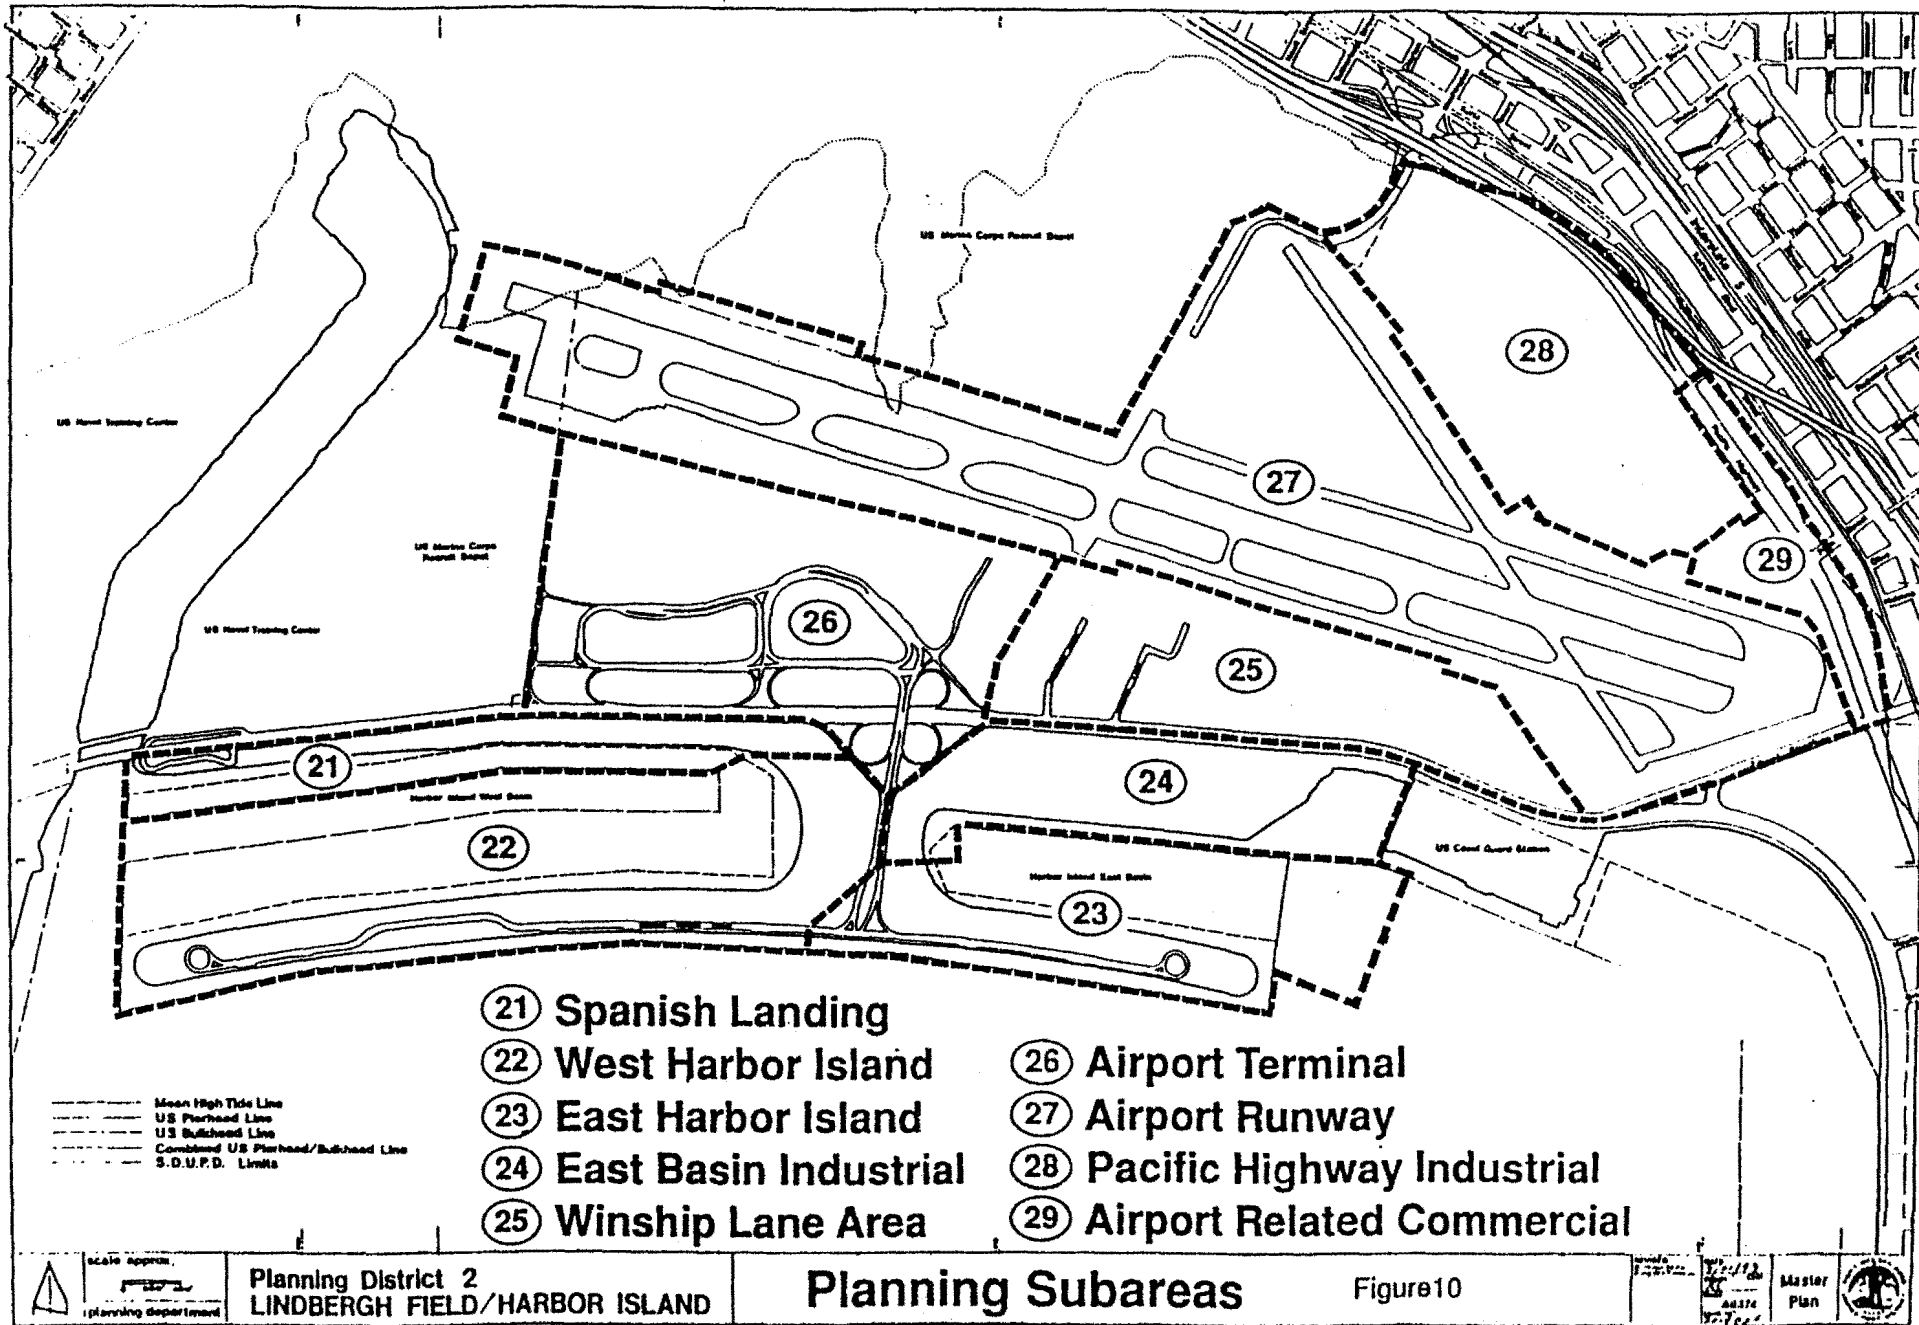 US Marine Corps Recruit Depot
28
US Naval Training Center
27
US Marine Corps
Recruit Depot
29
26
US Naval Training Center
25
21
24
Harbor Island West Basin
22
US Coast Guard Station
Harbor Island East Basin
23
21 Spanish Landing
22 West Harbor Island
23 East Harbor Island
24 East Basin Industrial
25 Winship Lane Area
26 Airport Terminal
27 Airport Runway
28 Pacific Highway Industrial
29 Airport Related Commercial
Mean High Tide Line
US Pierhead Line
US Bulkhead Line
Combined US Pierhead/Bulkhead Line
S.D.U.P.D. Limits
scale approx.
planning department
Planning District 2
LINDBERGH FIELD/HARBOR ISLAND
Planning Subareas
Figure10
Master
Plan